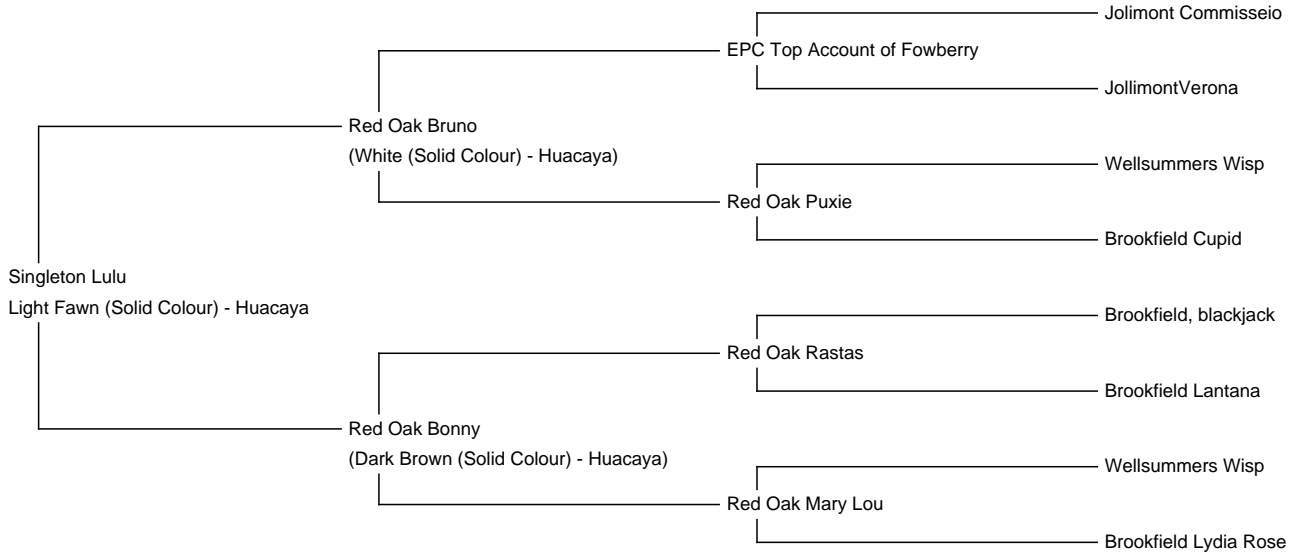 Jolimont Commisseio
EPC Top Account of Fowberry
JollimontVerona
Red Oak Bruno
(White (Solid Colour) - Huacaya)
Wellsummers Wisp
Red Oak Puxie
Brookfield Cupid
Singleton Lulu
Light Fawn (Solid Colour) - Huacaya
Brookfield, blackjack
Red Oak Rastas
Brookfield Lantana
Red Oak Bonny
(Dark Brown (Solid Colour) - Huacaya)
Wellsummers Wisp
Red Oak Mary Lou
Brookfield Lydia Rose